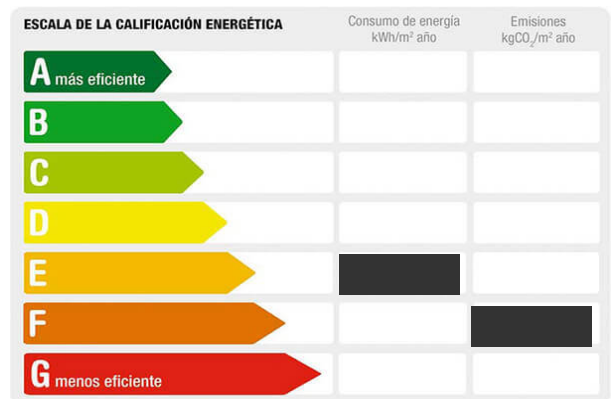 ESCALA DE LA CALIFICACIÓN ENERGÉTICA
Consumo de energía
kWh/m² año
Emisiones
kgCO₂/m² año
A más eficiente
B
C
D
E
F
G menos eficiente